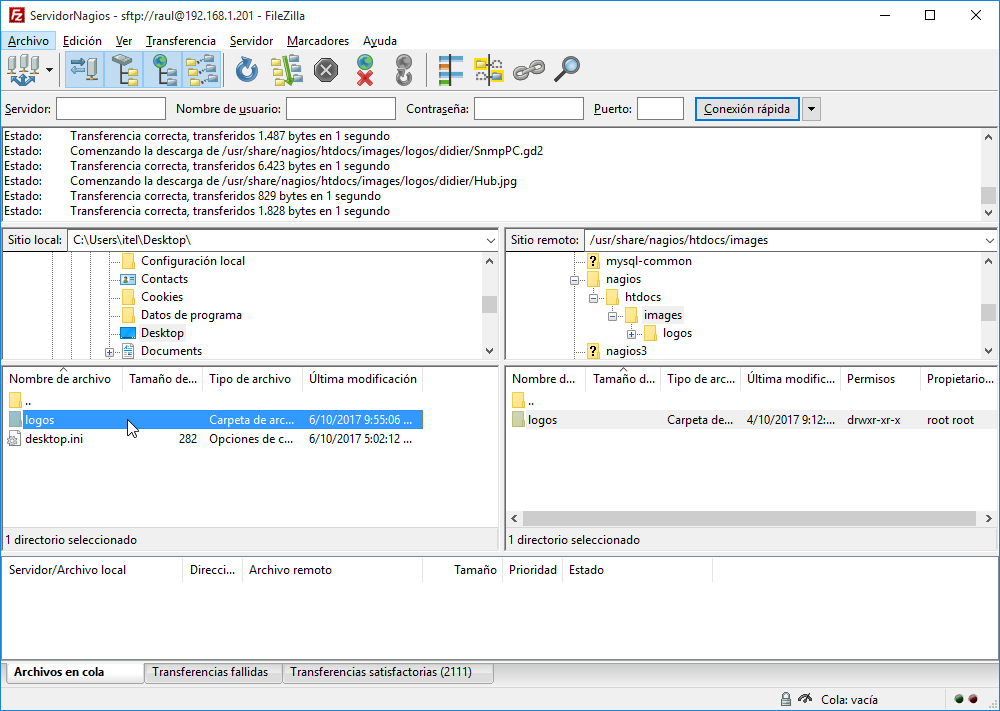 ServidorNagios - sftp://raul@192.168.1.201 - FileZilla
Archivo Edición Ver Transferencia Servidor Marcadores Ayuda
Servidor: Nombre de usuario: Contraseña: Puerto: Conexión rápida
Estado: Transferencia correcta, transferidos 1.487 bytes en 1 segundo
Estado: Comenzando la descarga de /usr/share/nagios/htdocs/images/logos/didier/SnmpPC.gd2
Estado: Transferencia correcta, transferidos 6.423 bytes en 1 segundo
Estado: Comenzando la descarga de /usr/share/nagios/htdocs/images/logos/didier/Hub.jpg
Estado: Transferencia correcta, transferidos 829 bytes en 1 segundo
Estado: Transferencia correcta, transferidos 1.828 bytes en 1 segundo
Sitio local: C:\Users\itel\Desktop\
Configuración local
Contacts
Cookies
Datos de programa
Desktop
Documents
Nombre de archivo Tamaño de... Tipo de archivo Última modificación
..
logos Carpeta de arc... 6/10/2017 9:55:06 ...
desktop.ini 282 Opciones de c... 6/10/2017 5:02:12 ...
1 directorio seleccionado
Sitio remoto: /usr/share/nagios/htdocs/images
mysql-common
nagios
htdocs
images
logos
nagios3
Nombre d... Tamaño d... Tipo de arc... Última modific... Permisos Propietario...
..
logos Carpeta de... 4/10/2017 9:12:... drwxr-xr-x root root
1 directorio seleccionado
Servidor/Archivo local Direcci... Archivo remoto Tamaño Prioridad Estado
Archivos en cola Transferencias fallidas Transferencias satisfactorias (2111)
Cola: vacía